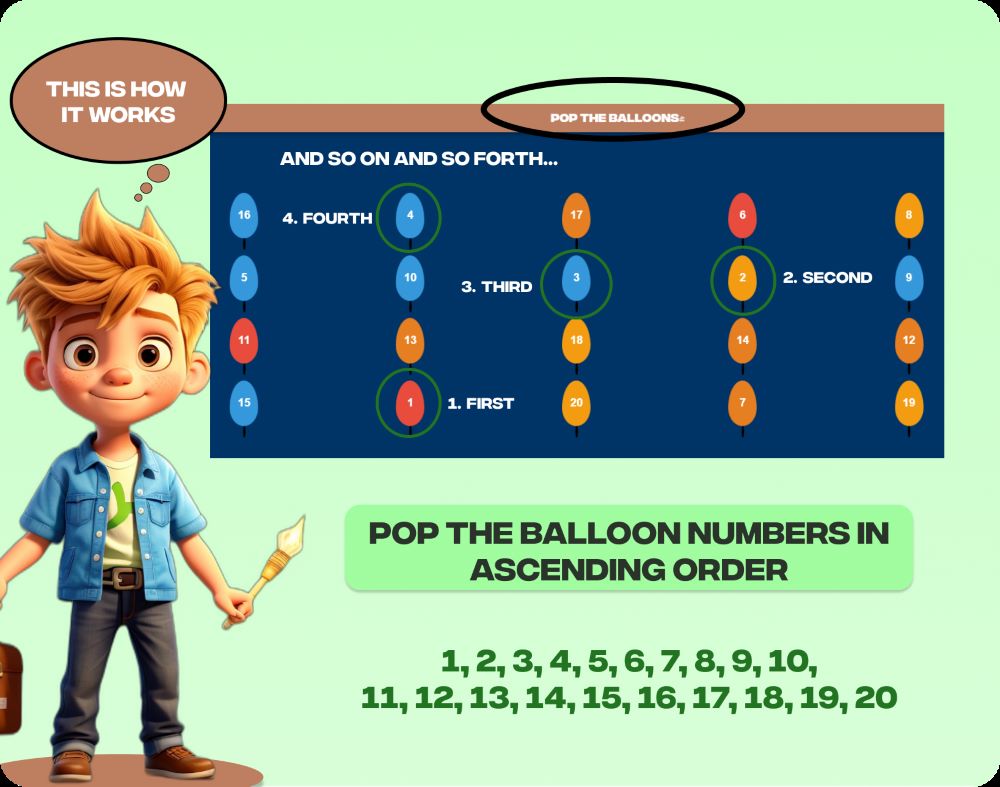 THIS IS HOW
IT WORKS
POP THE BALLOONS
AND SO ON AND SO FORTH...
16
4. FOURTH
4
17
6
8
5
10
3. THIRD
3
2
2. SECOND
9
11
13
18
14
12
15
1
1. FIRST
20
7
19
POP THE BALLOON NUMBERS IN
ASCENDING ORDER
1, 2, 3, 4, 5, 6, 7, 8, 9, 10,
11, 12, 13, 14, 15, 16, 17, 18, 19, 20